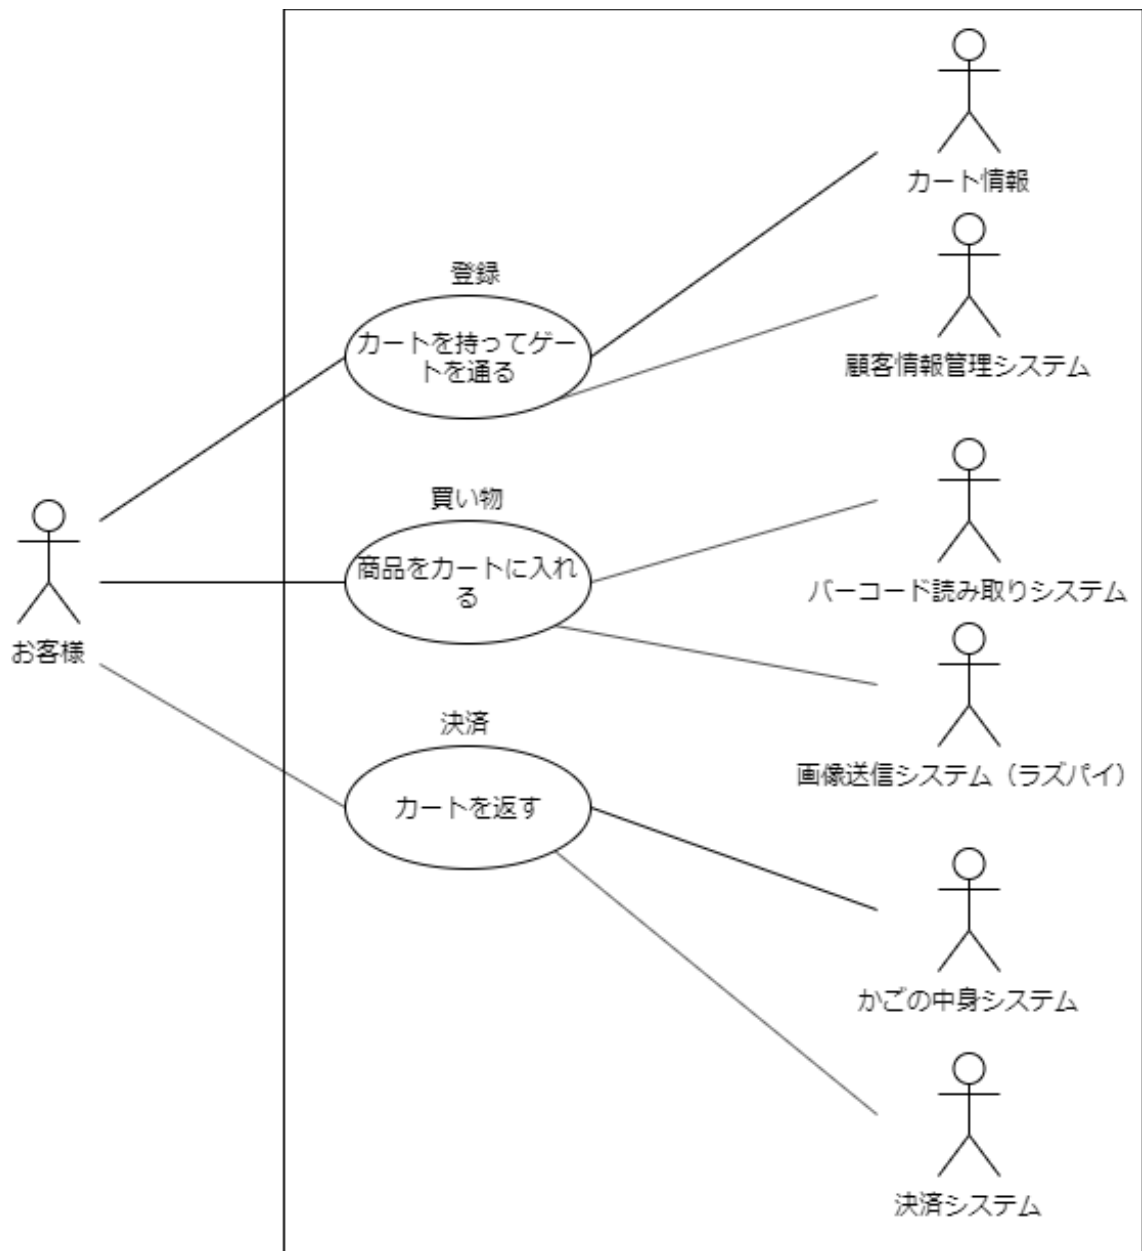 カート情報
顧客情報管理システム
登録
カートを持ってゲー
トを通る
買い物
商品をカートに入れ
る
バーコード読み取りシステム
お客様
画像送信システム（ラズパイ）
決済
カートを返す
かごの中身システム
決済システム